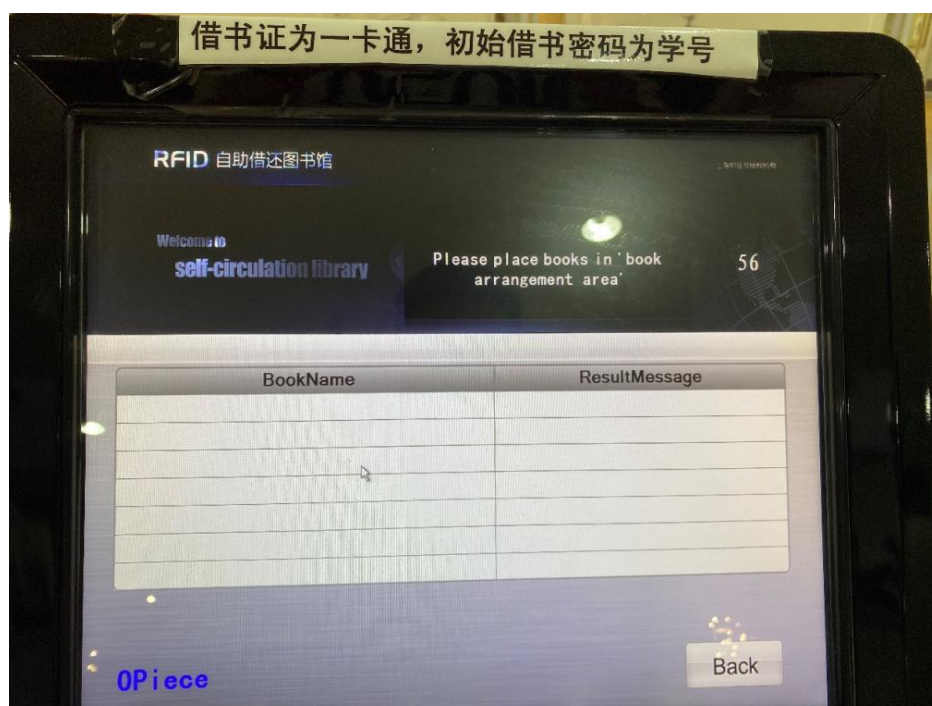 借书证为一卡通，初始借书密码为学号
RFID 自助借还图书馆
Welcome to
self-circulation library
Please place books in 'book
arrangement area'
56
BookName ResultMessage
0Piece
Back